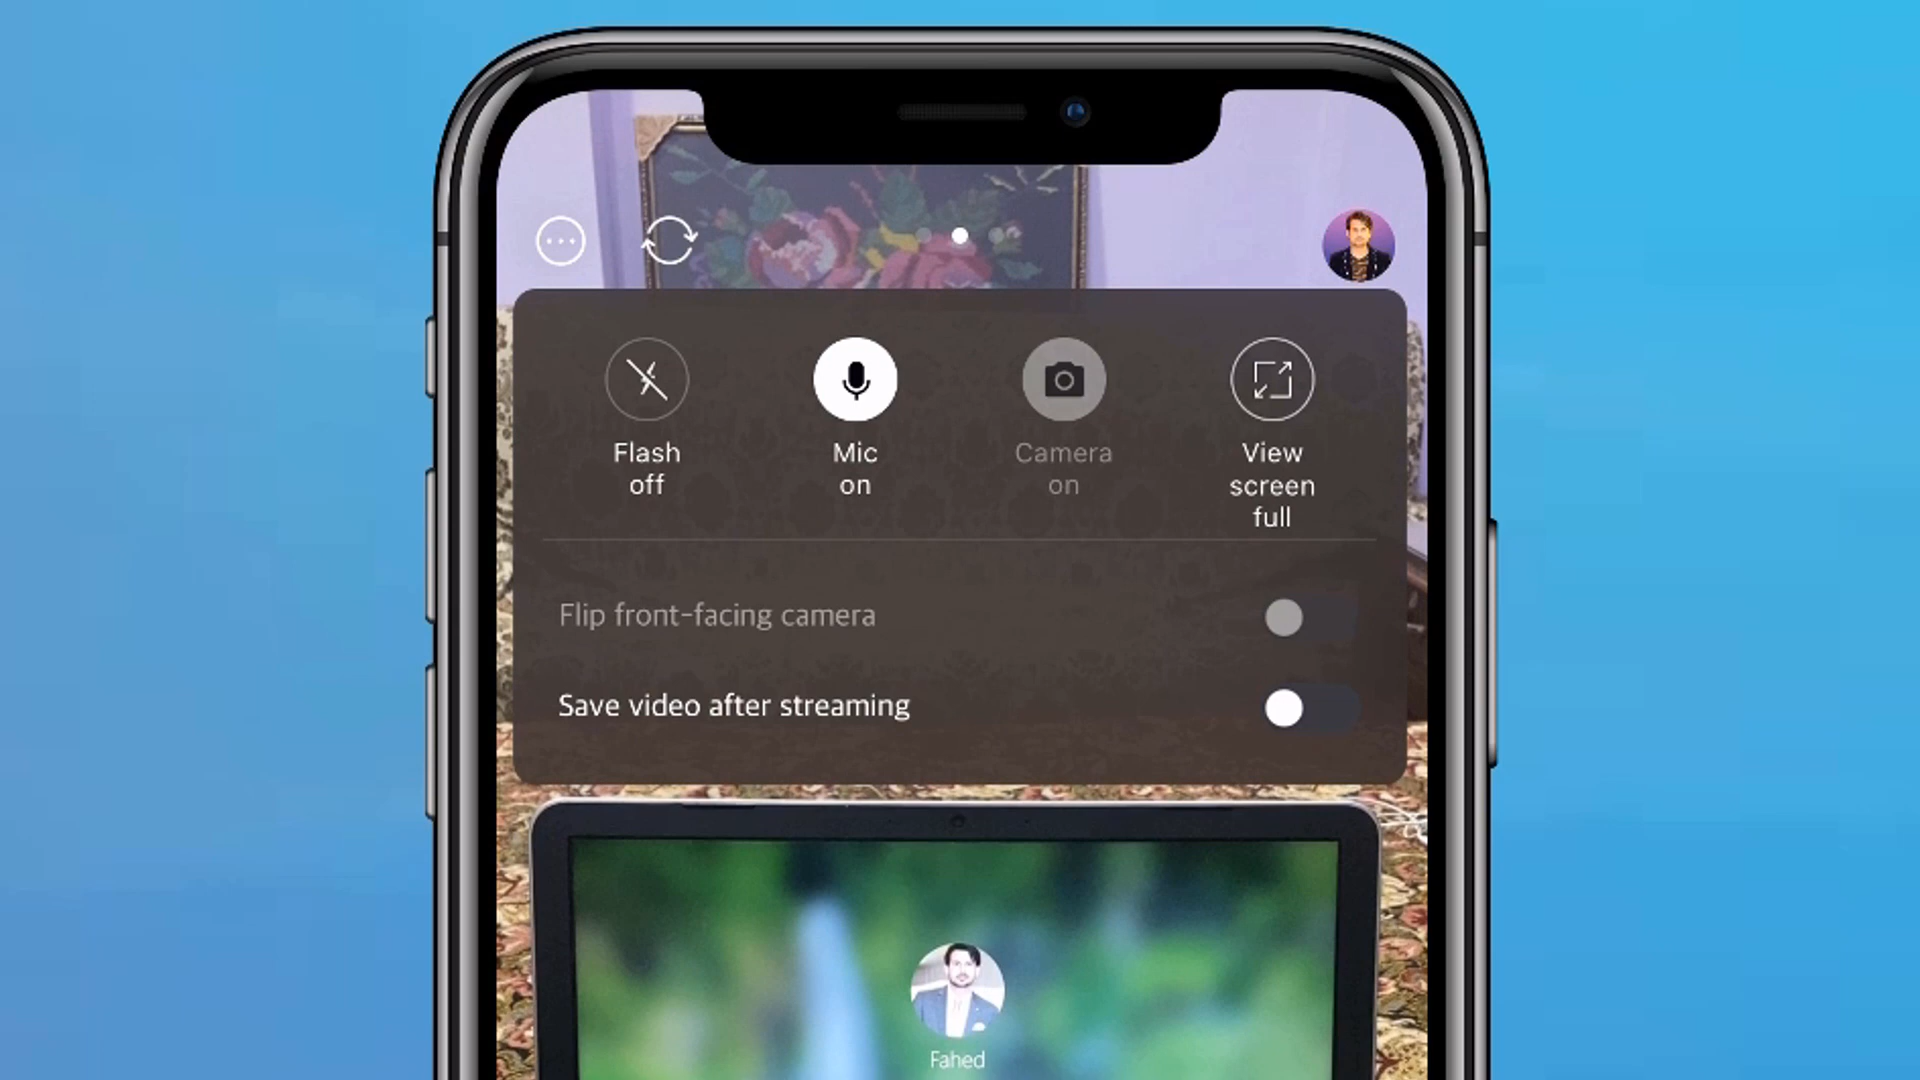 Flash
off
Mic
on
Camera
on
View
screen
full
Flip front-facing camera
Save video after streaming
Fahed